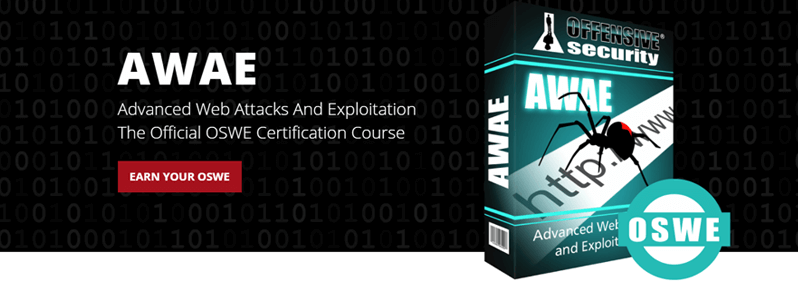 AWAE
Advanced Web Attacks And Exploitation
The Official OSWE Certification Course
EARN YOUR OSWE
OFFENSIVE®
security
AWAE
AWAE
http://www
Advanced Web
and Exploit
OSWE